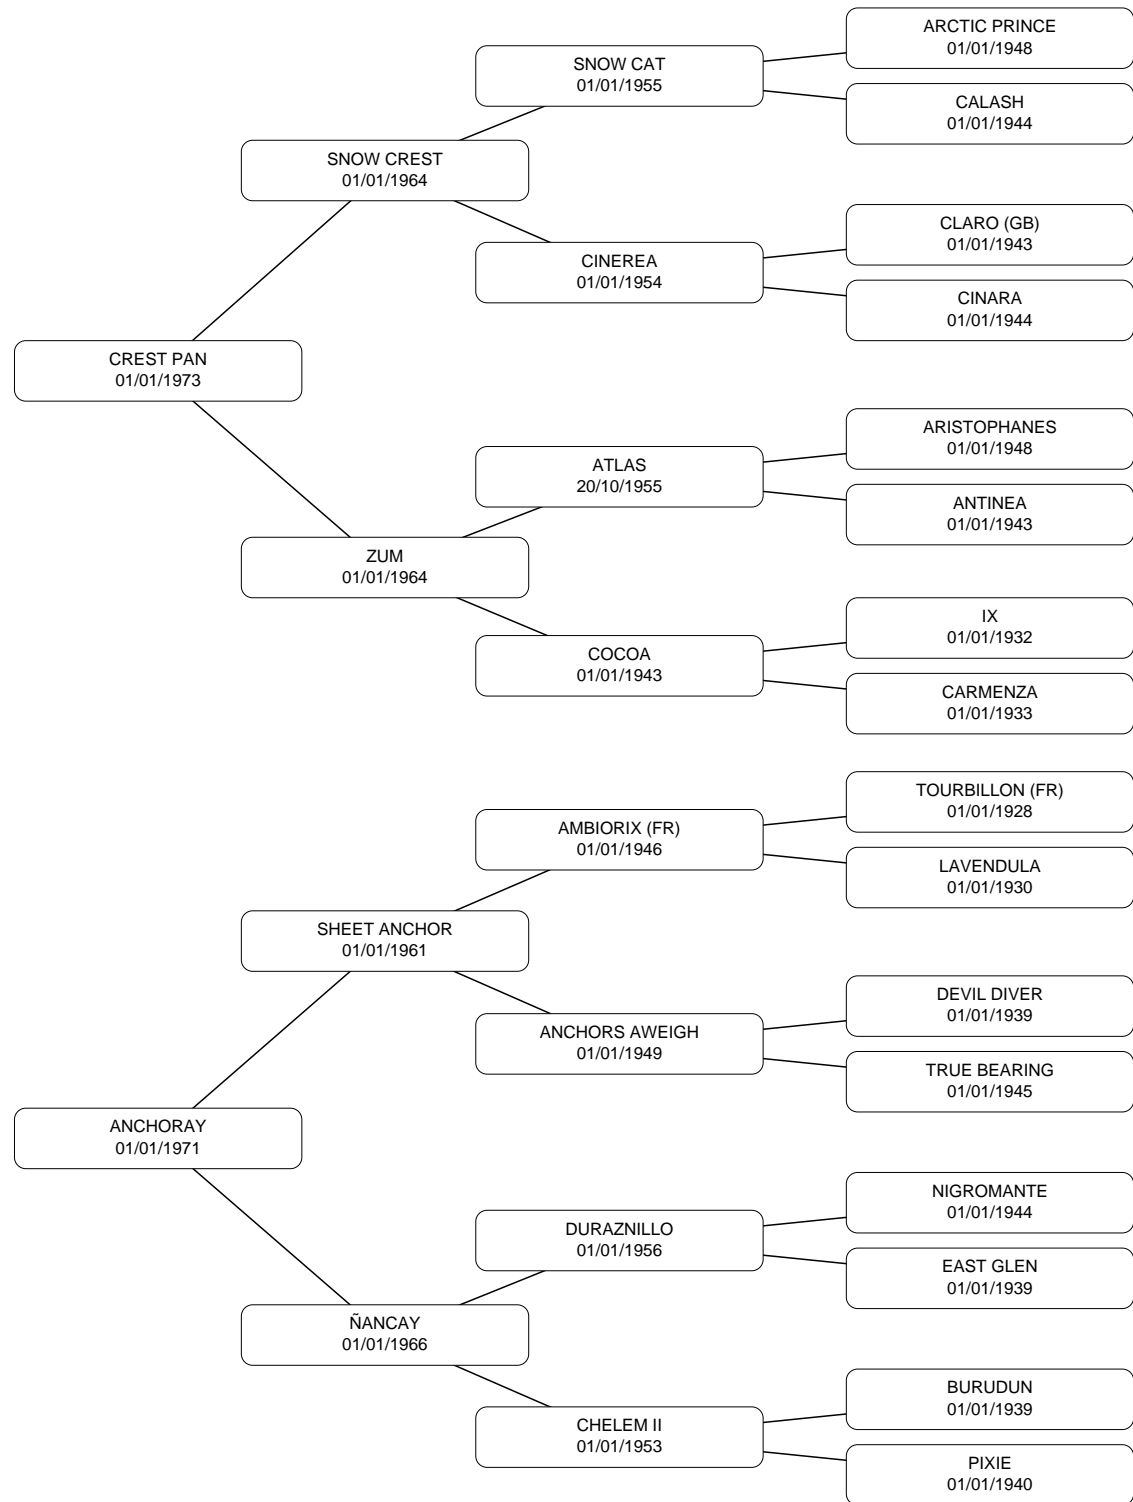 ARCTIC PRINCE
01/01/1948
SNOW CAT
01/01/1955
CALASH
01/01/1944
SNOW CREST
01/01/1964
CLARO (GB)
01/01/1943
CINEREA
01/01/1954
CINARA
01/01/1944
CREST PAN
01/01/1973
ARISTOPHANES
01/01/1948
ATLAS
20/10/1955
ANTINEA
01/01/1943
ZUM
01/01/1964
IX
01/01/1932
COCOA
01/01/1943
CARMENZA
01/01/1933
TOURBILLON (FR)
01/01/1928
AMBIORIX (FR)
01/01/1946
LAVENDULA
01/01/1930
SHEET ANCHOR
01/01/1961
DEVIL DIVER
01/01/1939
ANCHORS AWEIGH
01/01/1949
TRUE BEARING
01/01/1945
ANCHORAY
01/01/1971
NIGROMANTE
01/01/1944
DURAZNILLO
01/01/1956
EAST GLEN
01/01/1939
ÑANCAY
01/01/1966
BURUDUN
01/01/1939
CHELEM II
01/01/1953
PIXIE
01/01/1940